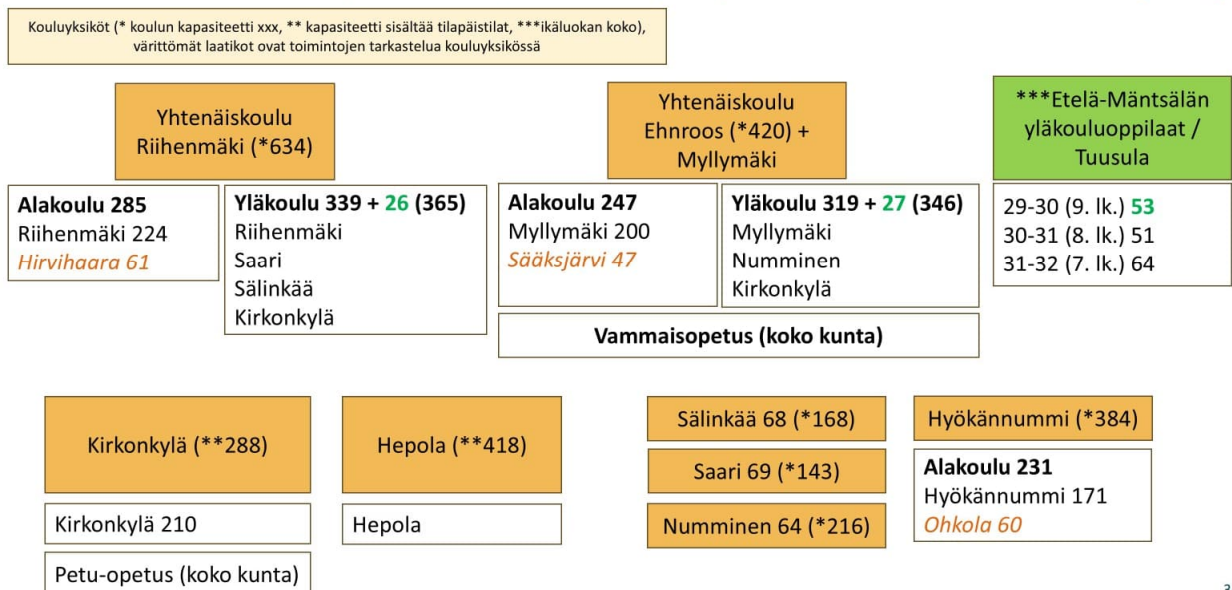 Kouluyksiköt (* koulun kapasiteetti xxx, ** kapasiteetti sisältää tilapäistilat, ***ikäluokan koko),
värittömät laatikot ovat toimintojen tarkastelua kouluyksikössä
Yhtenäiskoulu
Riihenmäki (*634)
Alakoulu 285
Riihenmäki 224
Hirvihaara 61
Yläkoulu 339 + 26 (365)
Riihenmäki
Saari
Sälinkää
Kirkonkylä
Yhtenäiskoulu
Ehnroos (*420) +
Myllymäki
Alakoulu 247
Myllymäki 200
Sääksjärvi 47
Yläkoulu 319 + 27 (346)
Myllymäki
Numminen
Kirkonkylä
Vammaisopetus (koko kunta)
***Etelä-Mäntsälän
yläkouluoppilaat /
Tuusula
29-30 (9. lk.) 53
30-31 (8. lk.) 51
31-32 (7. lk.) 64
Kirkonkylä (**288)
Kirkonkylä 210
Petu-opetus (koko kunta)
Hepola (**418)
Hepola
Sälinkää 68 (*168)
Saari 69 (*143)
Numminen 64 (*216)
Hyökännummi (*384)
Alakoulu 231
Hyökännummi 171
Ohkola 60
3